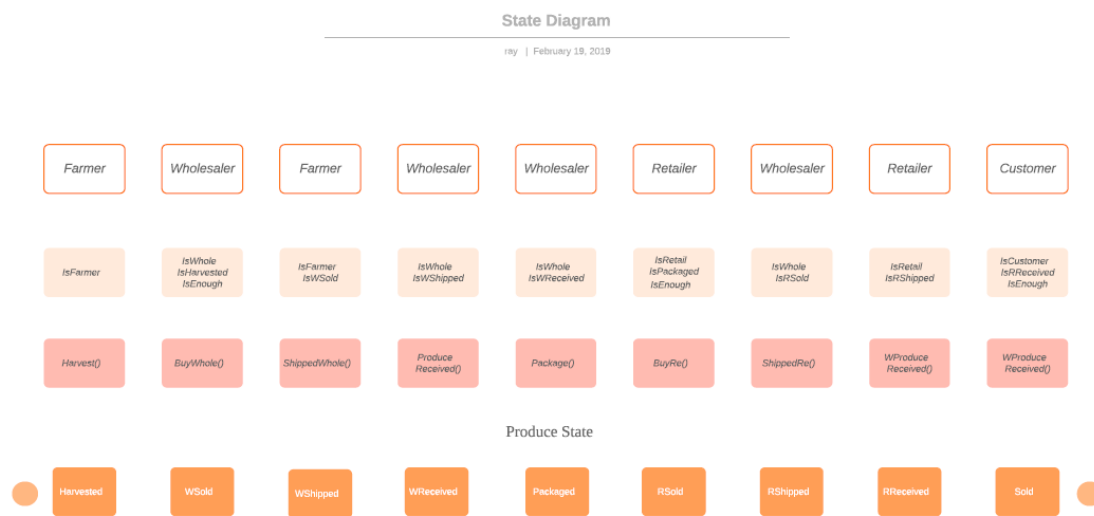 State Diagram
ray | February 19, 2019
Farmer
Wholesaler
Farmer
Wholesaler
Wholesaler
Retailer
Wholesaler
Retailer
Customer
IsFarmer
IsWhole
IsHarvested
IsEnough
IsFarmer
IsWSold
IsWhole
IsWShipped
IsWhole
IsWReceived
IsRetail
IsPackaged
IsEnough
IsWhole
IsRSold
IsRetail
IsRShipped
IsCustomer
IsRReceived
IsEnough
Harvest()
BuyWhole()
ShippedWhole()
Produce
Received()
Package()
BuyRe()
ShippedRe()
WProduce
Received()
WProduce
Received()
Produce State
Harvested
WSold
WShipped
WReceived
Packaged
RSold
RShipped
RReceived
Sold